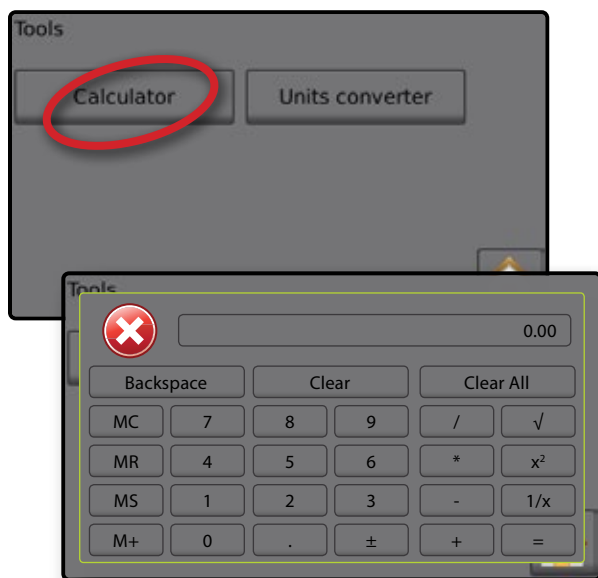 Tools
Calculator Units converter
Tools
0.00
Backspace Clear Clear All
MC 7 8 9 / √
MR 4 5 6 * x²
MS 1 2 3 - 1/x
M+ 0 . ± + =